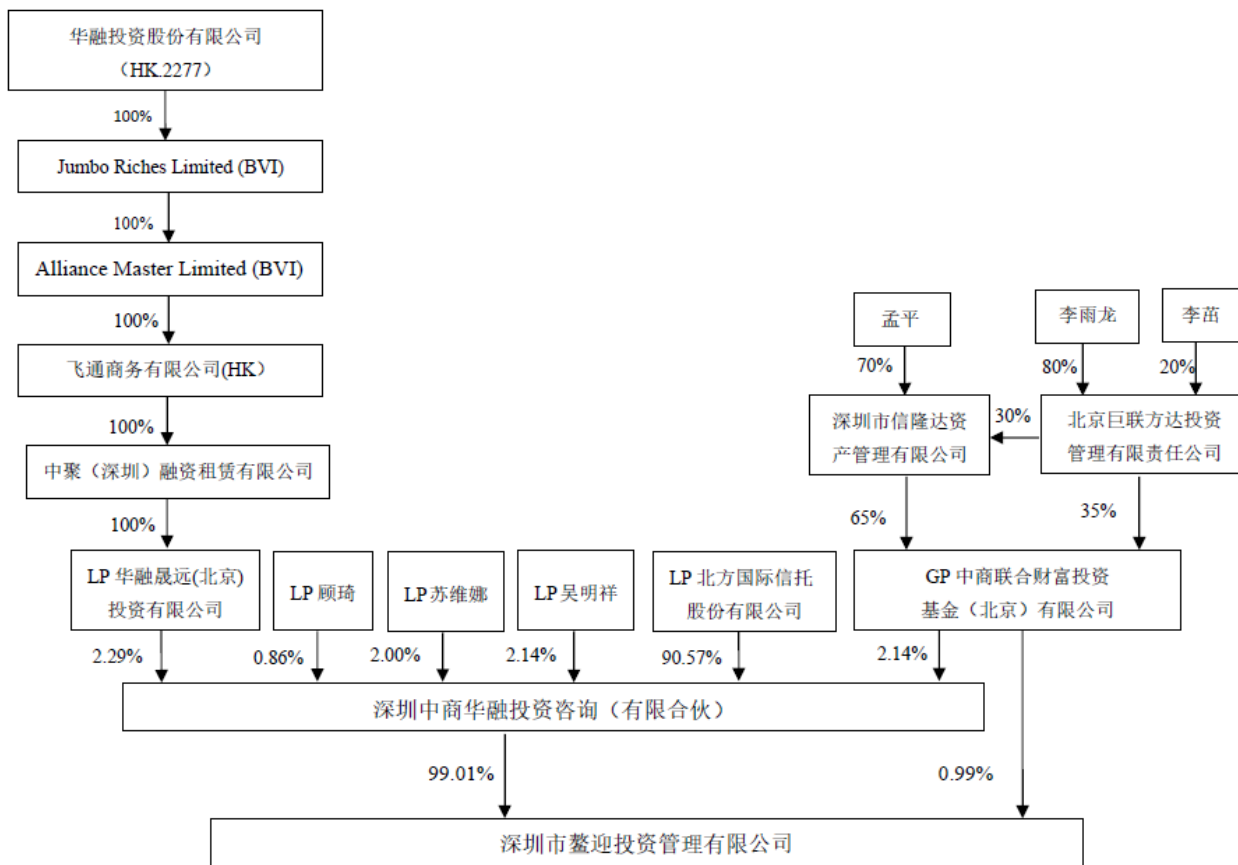 华融投资股份有限公司
（HK.2277）
100%
Jumbo Riches Limited (BVI)
100%
Alliance Master Limited (BVI)
100%
飞通商务有限公司(HK）
100%
中聚（深圳）融资租赁有限公司
100%
孟平
李雨龙
李茁
70%
80%
20%
深圳市信隆达资
产管理有限公司
30%
北京巨联方达投资
管理有限责任公司
65%
35%
LP 华融晟远(北京)
投资有限公司
LP 顾琦
LP 苏维娜
LP 吴明祥
LP 北方国际信托
股份有限公司
GP 中商联合财富投资
基金（北京）有限公司
2.29%
0.86%
2.00%
2.14%
90.57%
2.14%
深圳中商华融投资咨询（有限合伙）
99.01%
0.99%
深圳市鳌迎投资管理有限公司